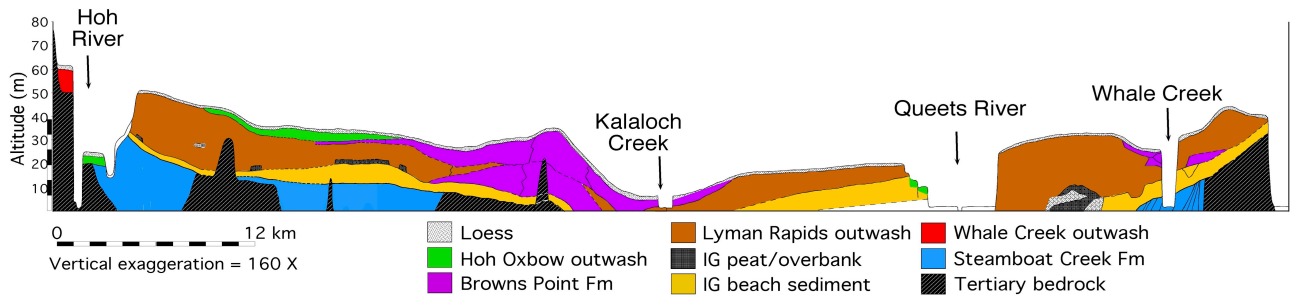 Hoh
River
Kalaloch
Creek
Queets River
Whale Creek
Altitude (m)
80
70
60
50
40
30
20
10
0 12 km
Vertical exaggeration = 160 X
Loess
Hoh Oxbow outwash
Browns Point Fm
Lyman Rapids outwash
IG peat/overbank
IG beach sediment
Whale Creek outwash
Steamboat Creek Fm
Tertiary bedrock